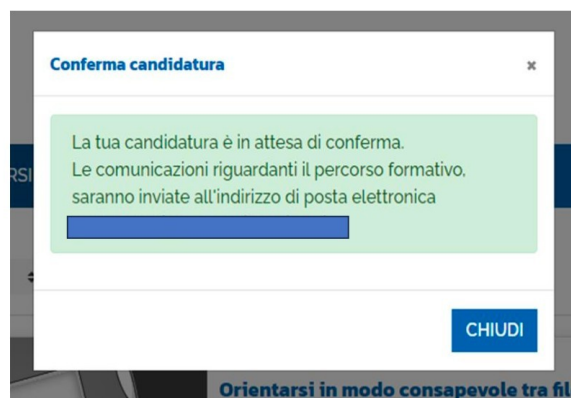 Conferma candidatura ×
La tua candidatura è in attesa di conferma.
Le comunicazioni riguardanti il percorso formativo,
saranno inviate all'indirizzo di posta elettronica
RSI
CHIUDI
Orientarsi in modo consapevole tra fil